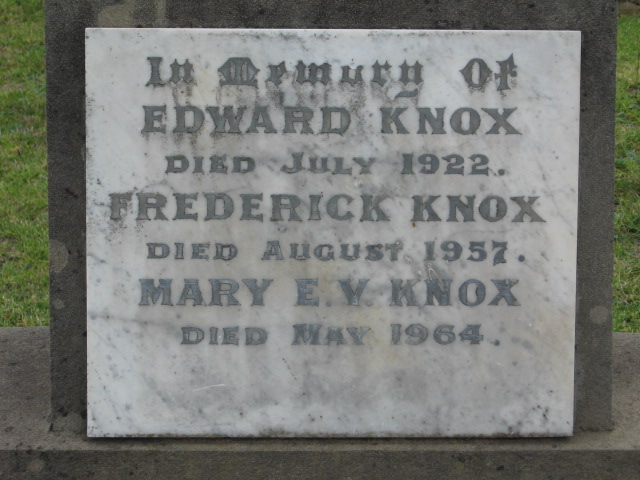 In Memory Of
EDWARD KNOX
DIED JULY 1922.
FREDERICK KNOX
DIED AUGUST 1957.
MARY E. V. KNOX
DIED MAY 1964.